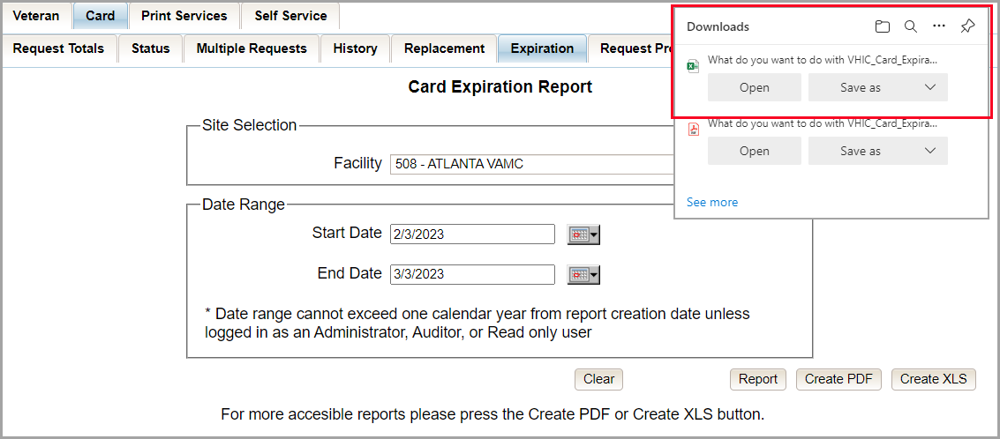 Veteran
Card
Print Services
Self Service
Request Totals
Status
Multiple Requests
History
Replacement
Expiration
Request Pr
Card Expiration Report
Site Selection
Facility
508 - ATLANTA VAMC
Date Range
Start Date
2/3/2023
End Date
3/3/2023
* Date range cannot exceed one calendar year from report creation date unless
logged in as an Administrator, Auditor, or Read only user
Clear
Report
Create PDF
Create XLS
For more accesible reports please press the Create PDF or Create XLS button.
Downloads
What do you want to do with VHIC_Card_Expira...
Open
Save as
What do you want to do with VHIC_Card_Expira...
Open
Save as
See more